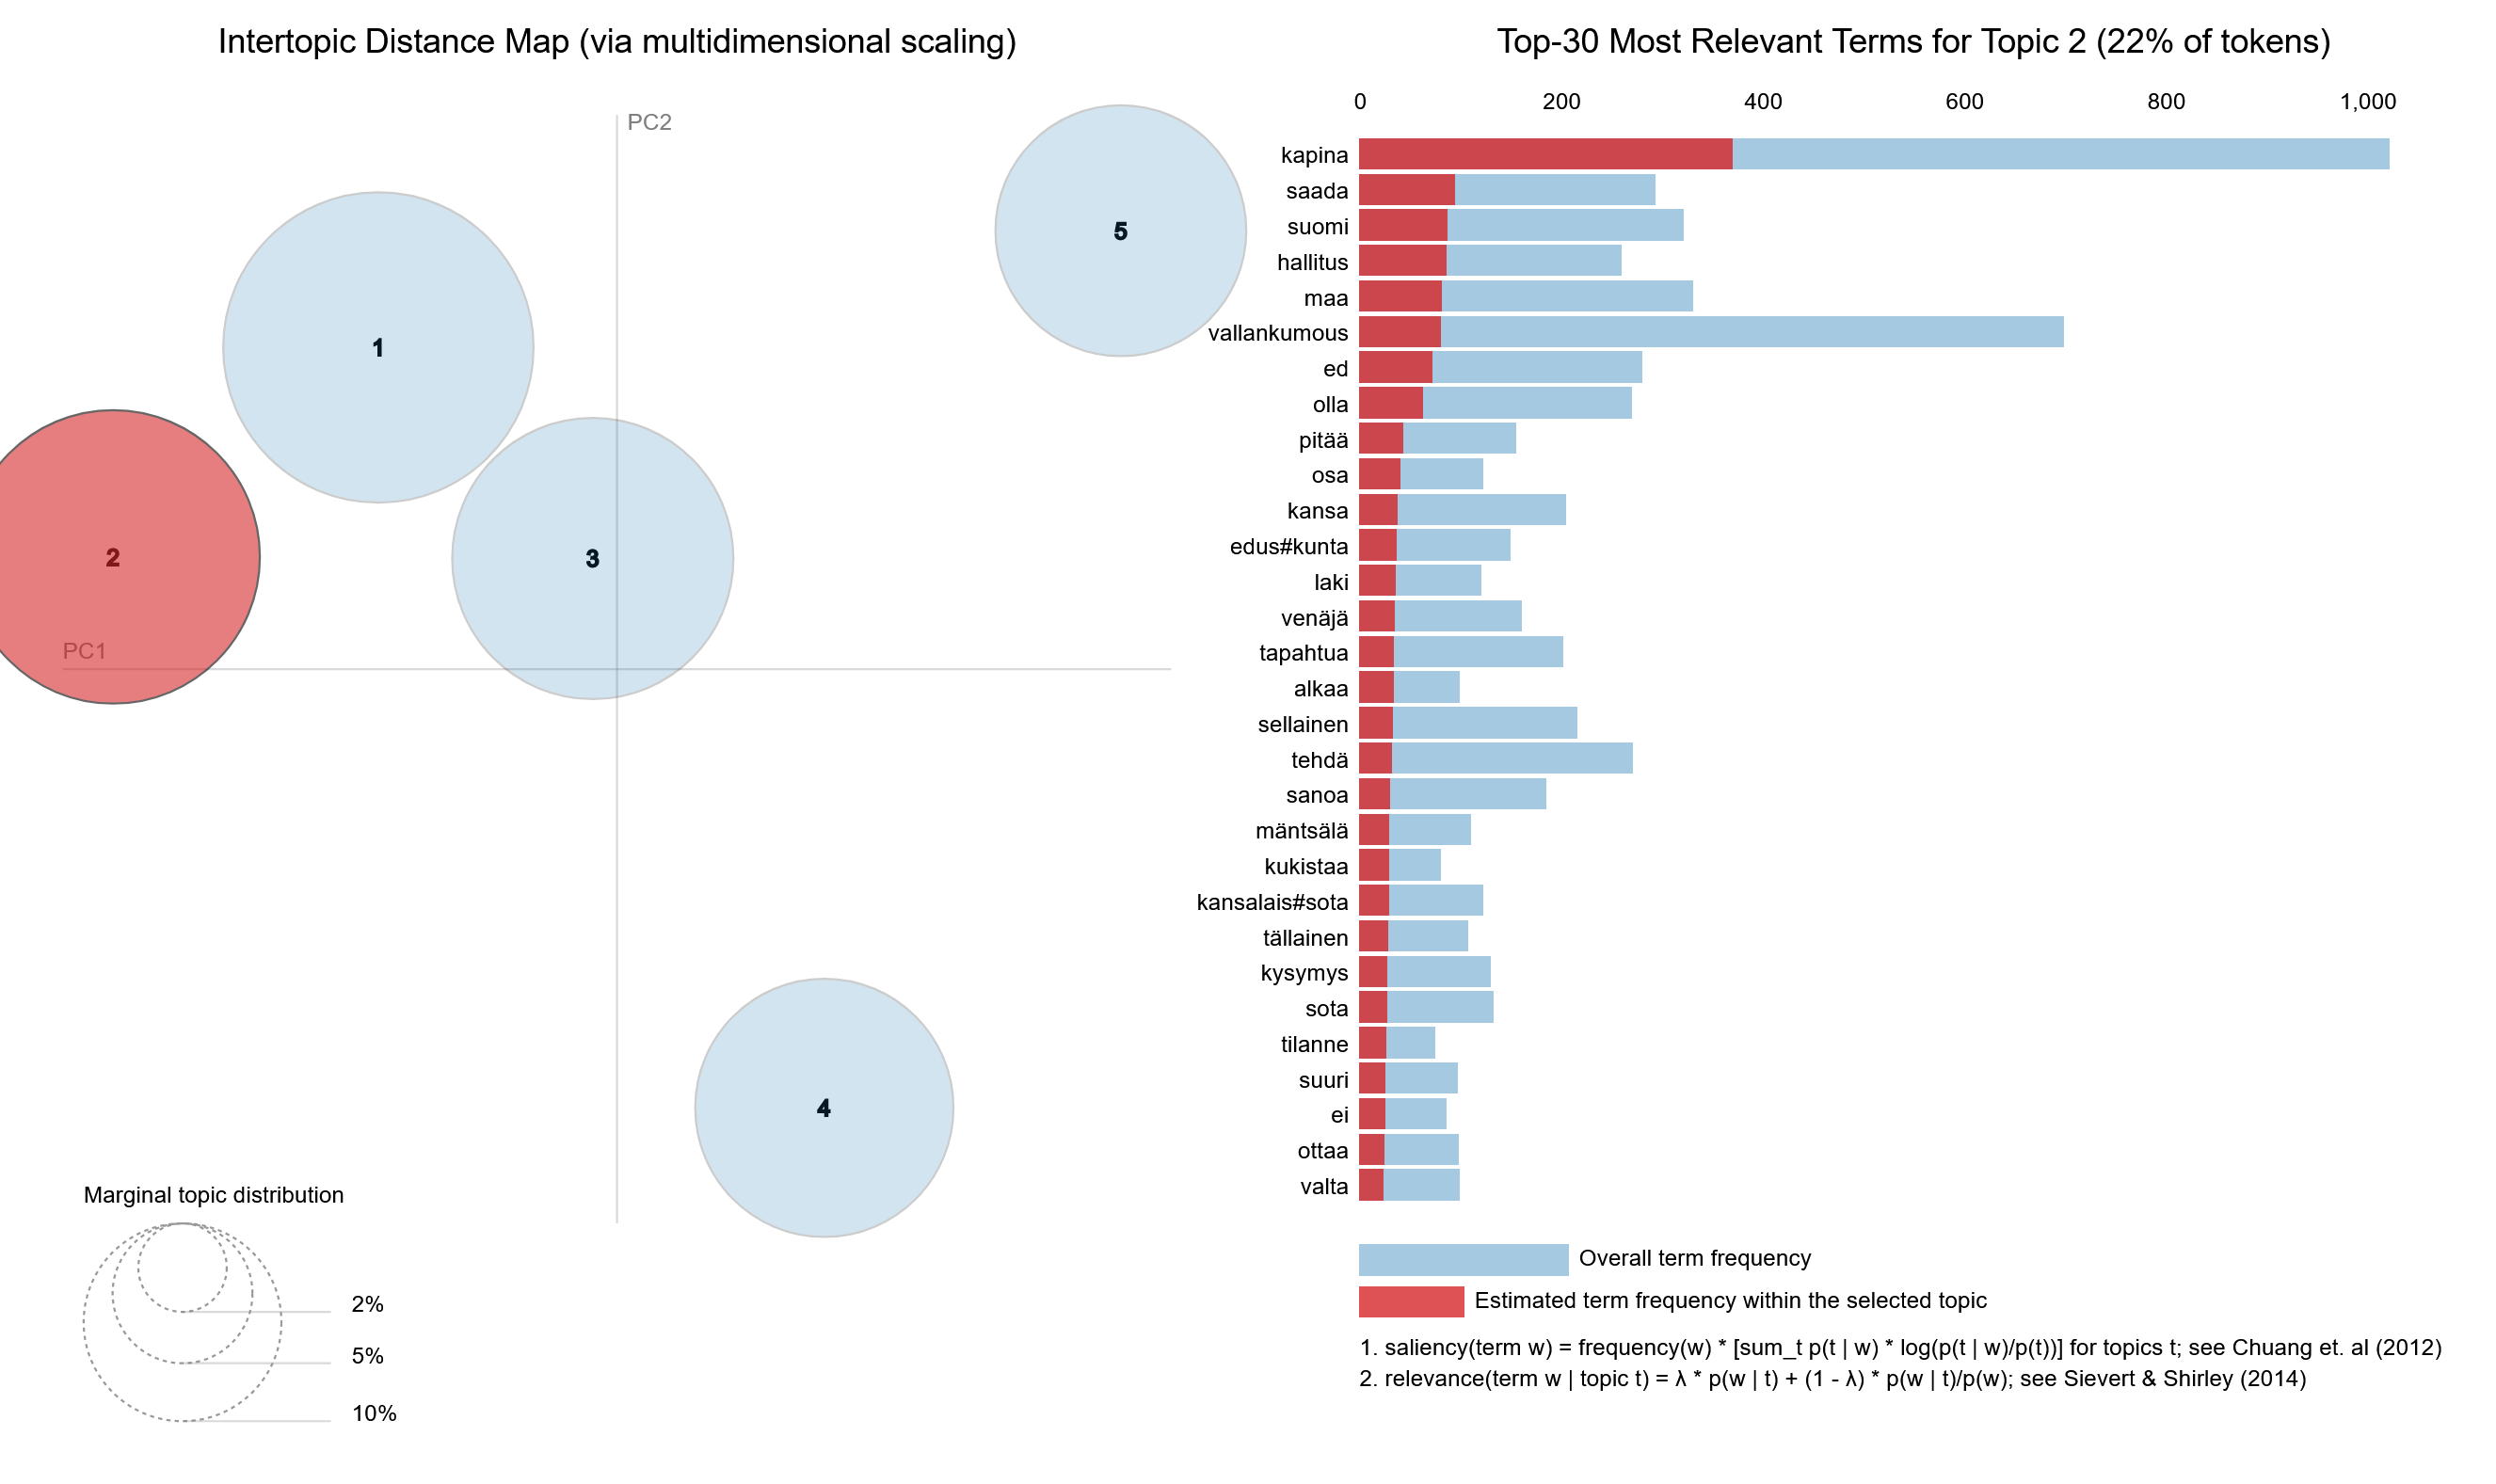 Intertopic Distance Map (via multidimensional scaling)
PC2
PC1
1
2
3
4
5
Marginal topic distribution
2%
5%
10%
Top-30 Most Relevant Terms for Topic 2 (22% of tokens)
0 200 400 600 800 1,000
kapina
saada
suomi
hallitus
maa
vallankumous
ed
olla
pitää
osa
kansa
edus#kunta
laki
venäjä
tapahtua
alkaa
sellainen
tehdä
sanoa
mäntsälä
kukistaa
kansalais#sota
tällainen
kysymys
sota
tilanne
suuri
ei
ottaa
valta
Overall term frequency
Estimated term frequency within the selected topic
1. saliency(term w) = frequency(w) * [sum_t p(t | w) * log(p(t | w)/p(t))] for topics t; see Chuang et. al (2012)
2. relevance(term w | topic t) = λ * p(w | t) + (1 - λ) * p(w | t)/p(w); see Sievert & Shirley (2014)